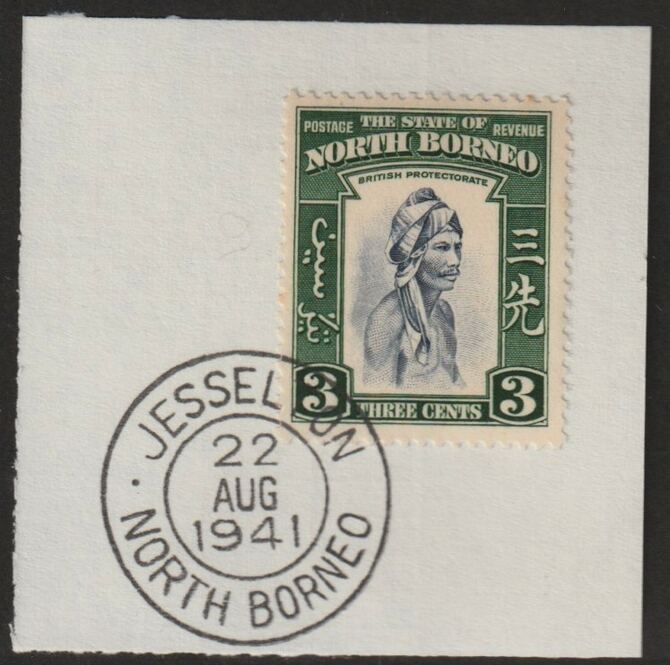 POSTAGE THE STATE OF REVENUE
NORTH BORNEO
BRITISH PROTECTORATE
سين
三先
3 THREE CENTS 3
JESSELTON
22
AUG
1941
NORTH BORNEO